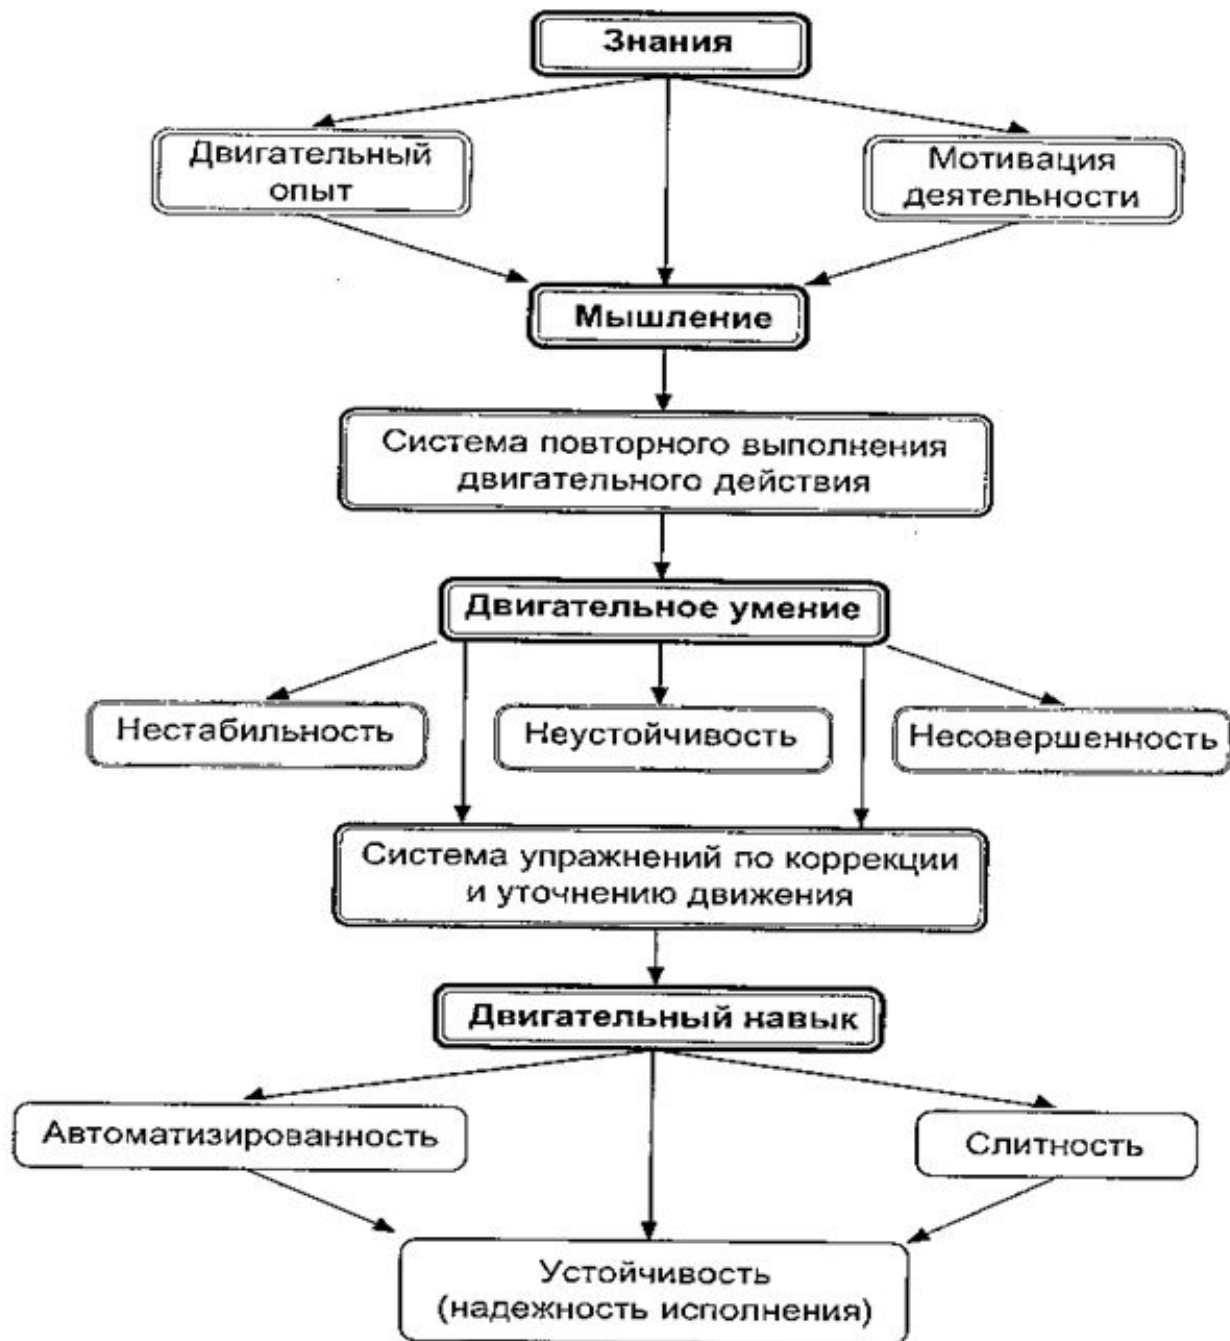 Знания
Двигательный
опыт
Мотивация
деятельности
Мышление
Система повторного выполнения
двигательного действия
Двигательное умение
Нестабильность
Неустойчивость
Несовершенность
Система упражнений по коррекции
и уточнению движения
Двигательный навык
Автоматизированность
Слитность
Устойчивость
(надежность исполнения)